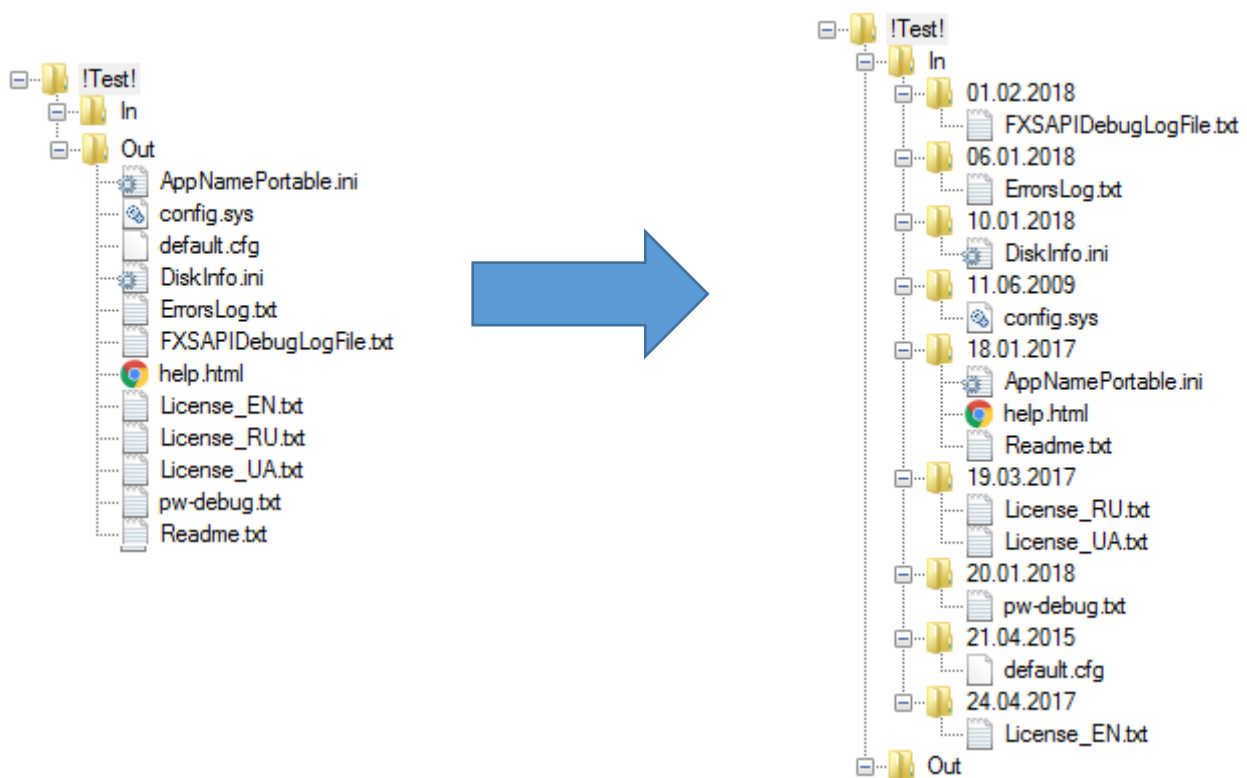 !Test!
In
Out
AppNamePortable.ini
config.sys
default.cfg
DiskInfo.ini
ErrorsLog.txt
FXSAPIDebugLogFile.txt
help.html
License_EN.txt
License_RU.txt
License_UA.txt
pw-debug.txt
Readme.txt
!Test!
In
01.02.2018
FXSAPIDebugLogFile.txt
06.01.2018
ErrorsLog.txt
10.01.2018
DiskInfo.ini
11.06.2009
config.sys
18.01.2017
AppNamePortable.ini
help.html
Readme.txt
19.03.2017
License_RU.txt
License_UA.txt
20.01.2018
pw-debug.txt
21.04.2015
default.cfg
24.04.2017
License_EN.txt
Out